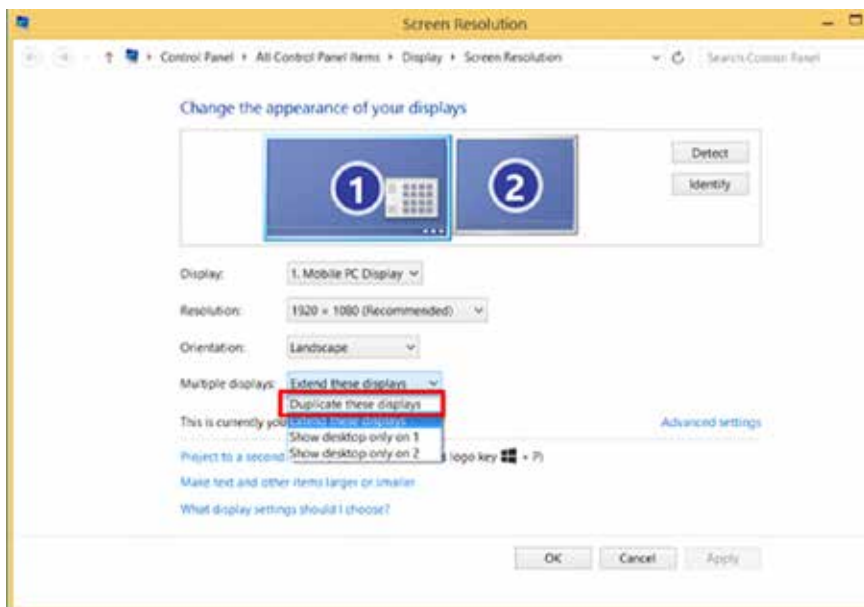 Screen Resolution
Control Panel All Control Panel Items Display Screen Resolution Search Control Panel
Change the appearance of your displays
1 2
Detect
Identify
Display: 1. Mobile PC Display
Resolution: 1920 × 1080 (Recommended)
Orientation: Landscape
Multiple displays: Extend these displays
Duplicate these displays
This is currently you Extend these displays Advanced settings
Show desktop only on 1
Project to a second Show desktop only on 2 logo key + P)
Make text and other items larger or smaller
What display settings should I choose?
OK Cancel Apply